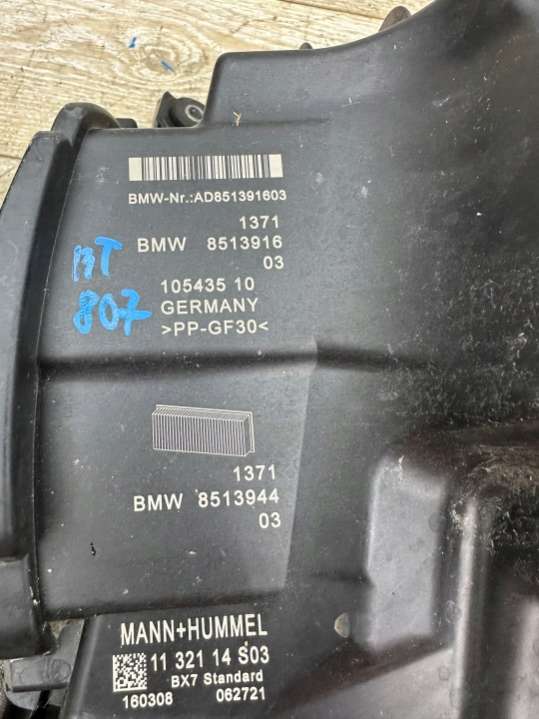 BMW-Nr.:AD851391603
1371
BMW 8513916
03
105435 10
GERMANY
>PP-GF30<
BT
807
1371
BMW 8513944
03
MANN+HUMMEL
11 321 14 S03
BX7 Standard
160308 062721